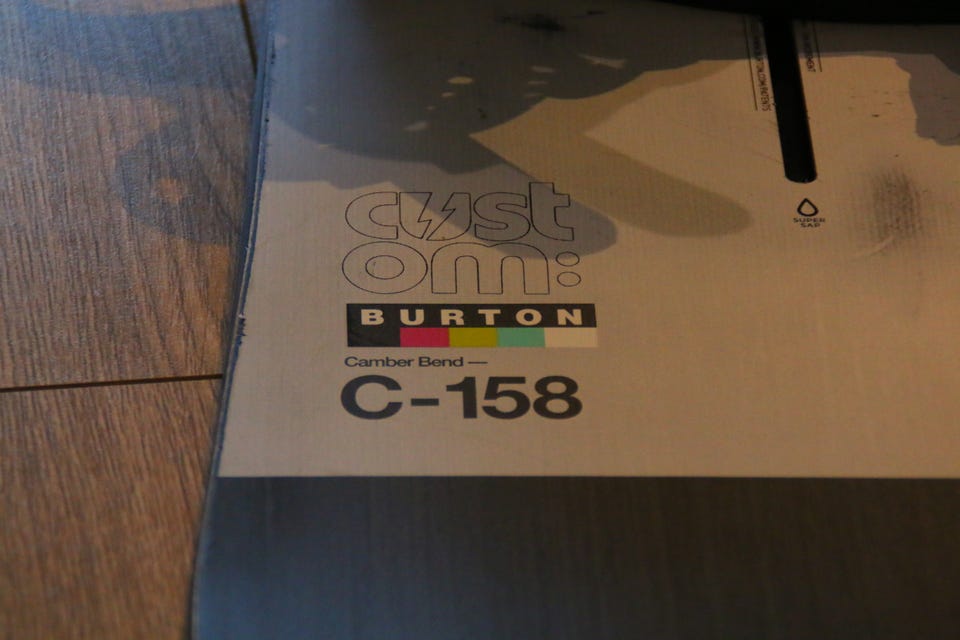 cust
om:
BURTON
Camber Bend —
C-158
SUPER
SAP